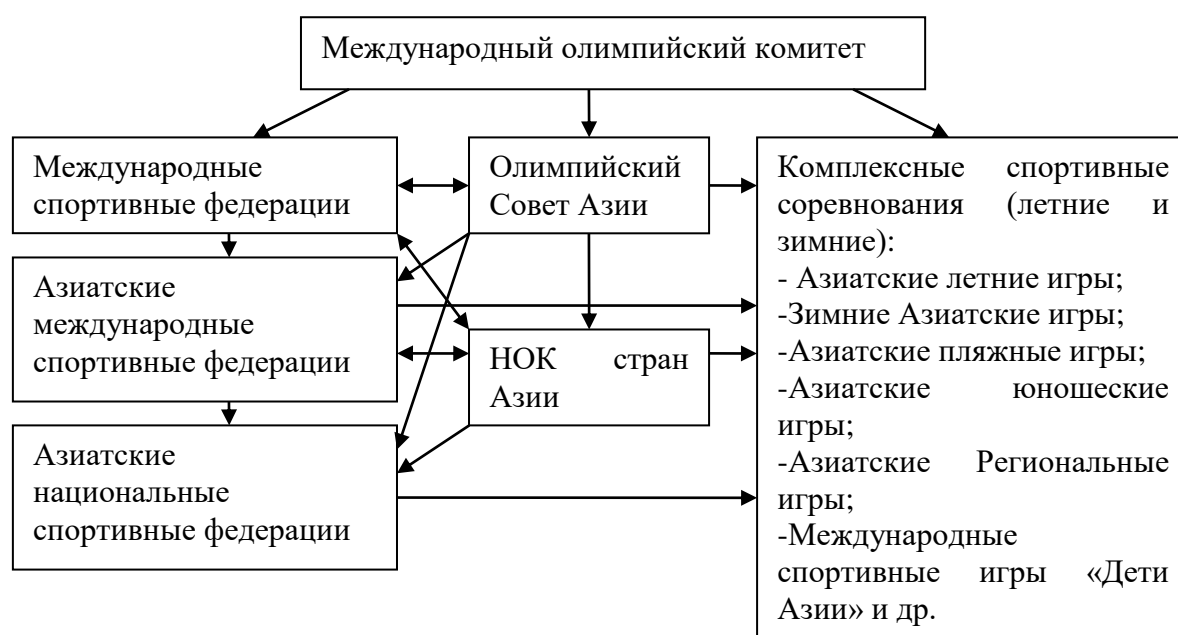 Международный олимпийский комитет
Международные
спортивные федерации
Олимпийский
Совет Азии
Комплексные спортивные
соревнования (летние и
зимние):
- Азиатские летние игры;
-Зимние Азиатские игры;
-Азиатские пляжные игры;
-Азиатские юношеские
игры;
-Азиатские Региональные
игры;
-Международные
спортивные игры «Дети
Азии» и др.
Азиатские
международные
спортивные федерации
НОК стран
Азии
Азиатские
национальные
спортивные федерации